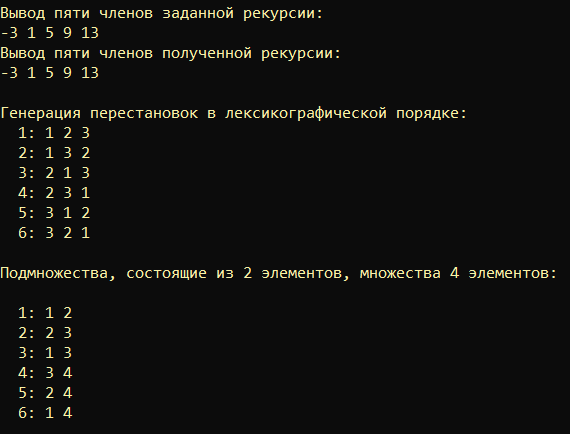 Вывод пяти членов заданной рекурсии:
-3 1 5 9 13
Вывод пяти членов полученной рекурсии:
-3 1 5 9 13
Генерация перестановок в лексикографической порядке:
1: 1 2 3
2: 1 3 2
3: 2 1 3
4: 2 3 1
5: 3 1 2
6: 3 2 1
Подмножества, состоящие из 2 элементов, множества 4 элементов:
1: 1 2
2: 2 3
3: 1 3
4: 3 4
5: 2 4
6: 1 4